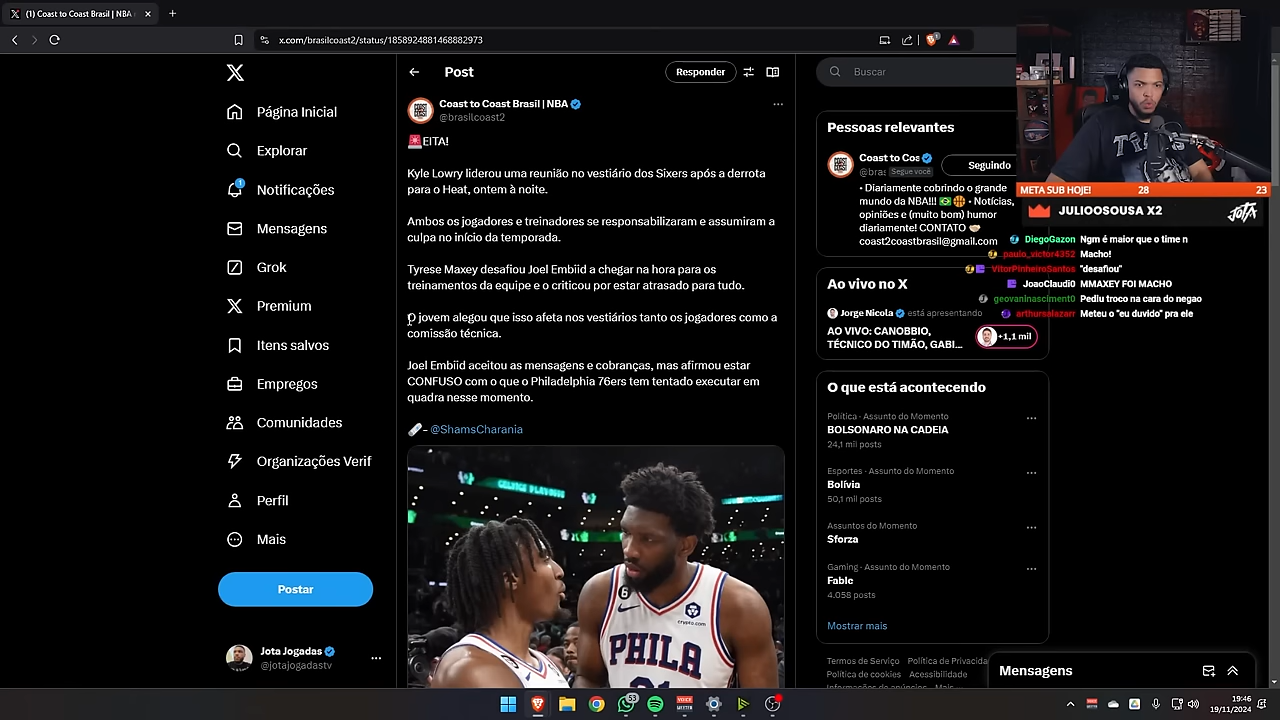 (1) Coast to Coast Brasil | NBA
x.com/brasilcoast2/status/1858924881468882973
Página Inicial
Explorar
1
Notificações
Mensagens
Grok
Premium
Itens salvos
Empregos
Comunidades
Organizações Verif
Perfil
Mais
Postar
Jota Jogadas
@jotajogadastv
Post
Responder
Coast to Coast Brasil | NBA
@brasilcoast2
🚨EITA!
Kyle Lowry liderou uma reunião no vestiário dos Sixers após a derrota
para o Heat, ontem à noite.
Ambos os jogadores e treinadores se responsabilizaram e assumiram a
culpa no início da temporada.
Tyrese Maxey desafiou Joel Embiid a chegar na hora para os
treinamentos da equipe e o criticou por estar atrasado para tudo.
O jovem alegou que isso afeta nos vestiários tanto os jogadores como a
comissão técnica.
Joel Embiid aceitou as mensagens e cobranças, mas afirmou estar
CONFUSO com o que o Philadelphia 76ers tem tentado executar em
quadra nesse momento.
🗞️- @ShamsCharania
6
crypto.com
PHILA
Buscar
Pessoas relevantes
Coast to Coa
@bras Segue você
Seguindo
• Diariamente cobrindo o grande
mundo da NBA!!! 🇧🇷 🏀 • Notícias,
opiniões e (muito bom) humor
diariamente! CONTATO 🤝
coast2coastbrasil@gmail.com
Ao vivo no X
Jorge Nicola está apresentando
AO VIVO: CANOBBIO,
TÉCNICO DO TIMÃO, GABI...
+1,1 mil
O que está acontecendo
Política · Assunto do Momento
BOLSONARO NA CADEIA
24,1 mil posts
Esportes · Assunto do Momento
Bolívia
50,1 mil posts
Assuntos do Momento
Sforza
Gaming · Assunto do Momento
Fable
4.058 posts
Mostrar mais
Termos de Serviço Política de Privacida
Política de cookies Acessibilidade
Informações de anúncios Mais
Mensagens
META SUB HOJE! 28 23
JULIOOSOUSA X2
JOTA
DiegoGazon Ngm é maior que o time n
paulo_victor4352 Macho!
VitorPinheiroSantos "desafiou"
JoaoClaudi0 MMAXEY FOI MACHO
geovaninasciment0 Pediu troco na cara do negao
arthursalazarr Meteu o "eu duvido" pra ele
53
19:46
19/11/2024